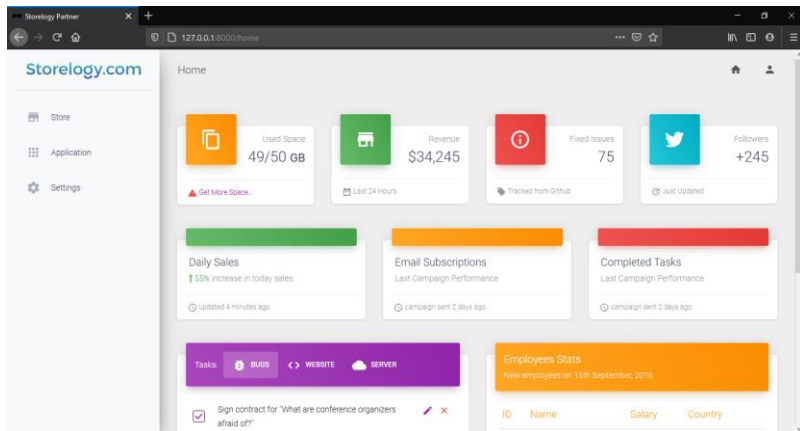 Storelogy Partner
127.0.0.1:8000/home
Storelogy.com
Home
Store
Application
Settings
Used Space
49/50 GB
Get More Space...
Revenue
$34,245
Last 24 Hours
Fixed Issues
75
Tracked from Github
Followers
+245
Just Updated
Daily Sales
55% increase in today sales.
updated 4 minutes ago
Email Subscriptions
Last Campaign Performance
campaign sent 2 days ago
Completed Tasks
Last Campaign Performance
campaign sent 2 days ago
Tasks: BUGS WEBSITE SERVER
Sign contract for "What are conference organizers
afraid of?"
Employees Stats
New employees on 15th September, 2016
ID Name Salary Country